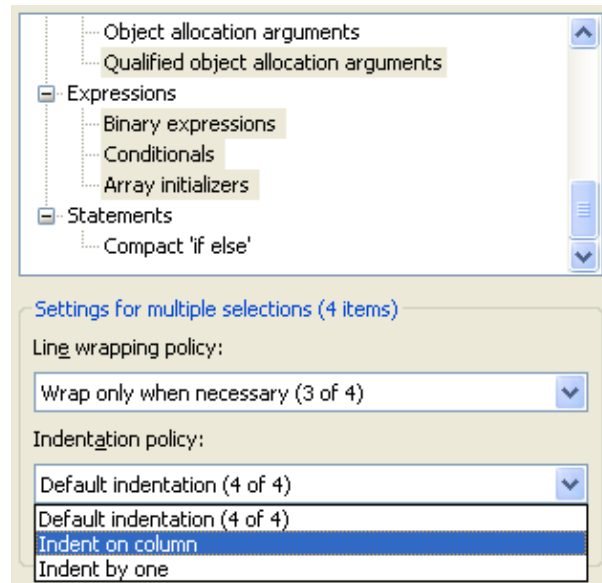 Object allocation arguments
Qualified object allocation arguments
Expressions
Binary expressions
Conditionals
Array initializers
Statements
Compact 'if else'
Settings for multiple selections (4 items)
Line wrapping policy:
Wrap only when necessary (3 of 4)
Indentation policy:
Default indentation (4 of 4)
Default indentation (4 of 4)
Indent on column
Indent by one